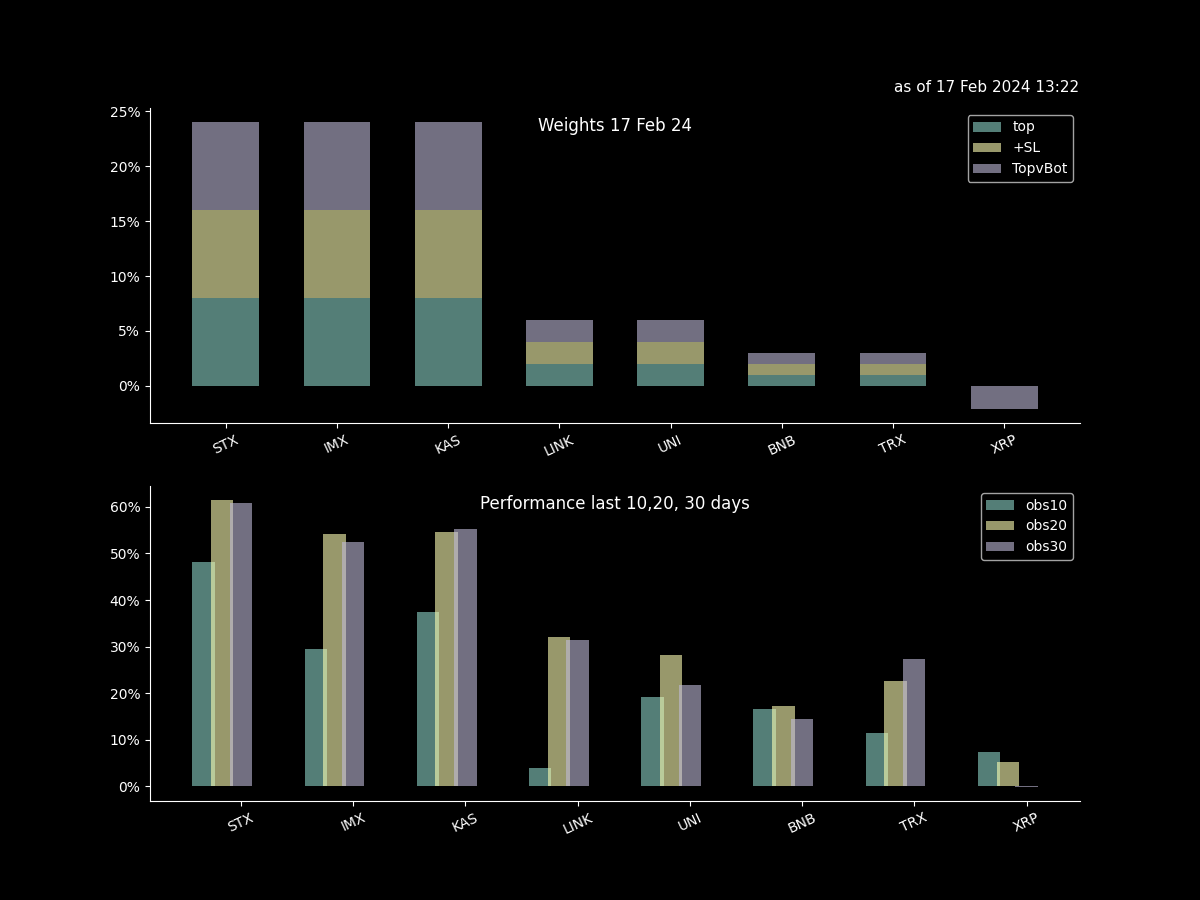 as of 17 Feb 2024 13:22
Weights 17 Feb 24
25%
20%
15%
10%
5%
0%
top
+SL
TopvBot
STX IMX KAS LINK UNI BNB TRX XRP
Performance last 10,20, 30 days
60%
50%
40%
30%
20%
10%
0%
obs10
obs20
obs30
STX IMX KAS LINK UNI BNB TRX XRP